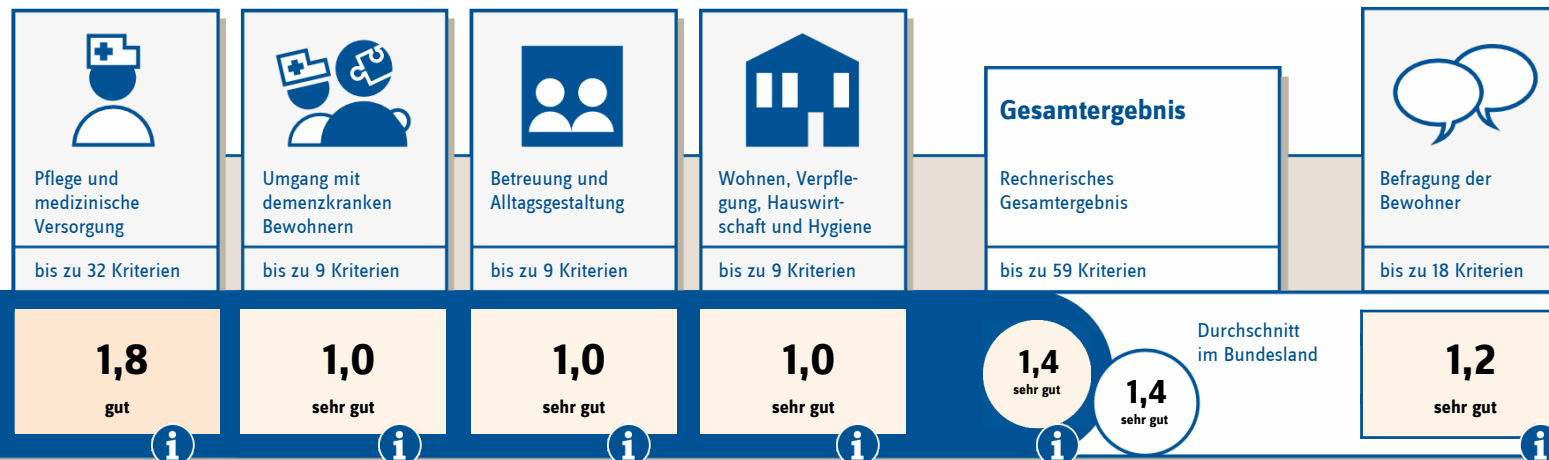 Pflege und
medizinische
Versorgung
bis zu 32 Kriterien
1,8
gut
i
Umgang mit
demenzkranken
Bewohnern
bis zu 9 Kriterien
1,0
sehr gut
i
Betreuung und
Alltagsgestaltung
bis zu 9 Kriterien
1,0
sehr gut
i
Wohnen, Verpfle-
gung, Hauswirt-
schaft und Hygiene
bis zu 9 Kriterien
1,0
sehr gut
i
Gesamtergebnis
Rechnerisches
Gesamtergebnis
bis zu 59 Kriterien
1,4
sehr gut
i
Durchschnitt
im Bundesland
1,4
sehr gut
Befragung der
Bewohner
bis zu 18 Kriterien
1,2
sehr gut
i